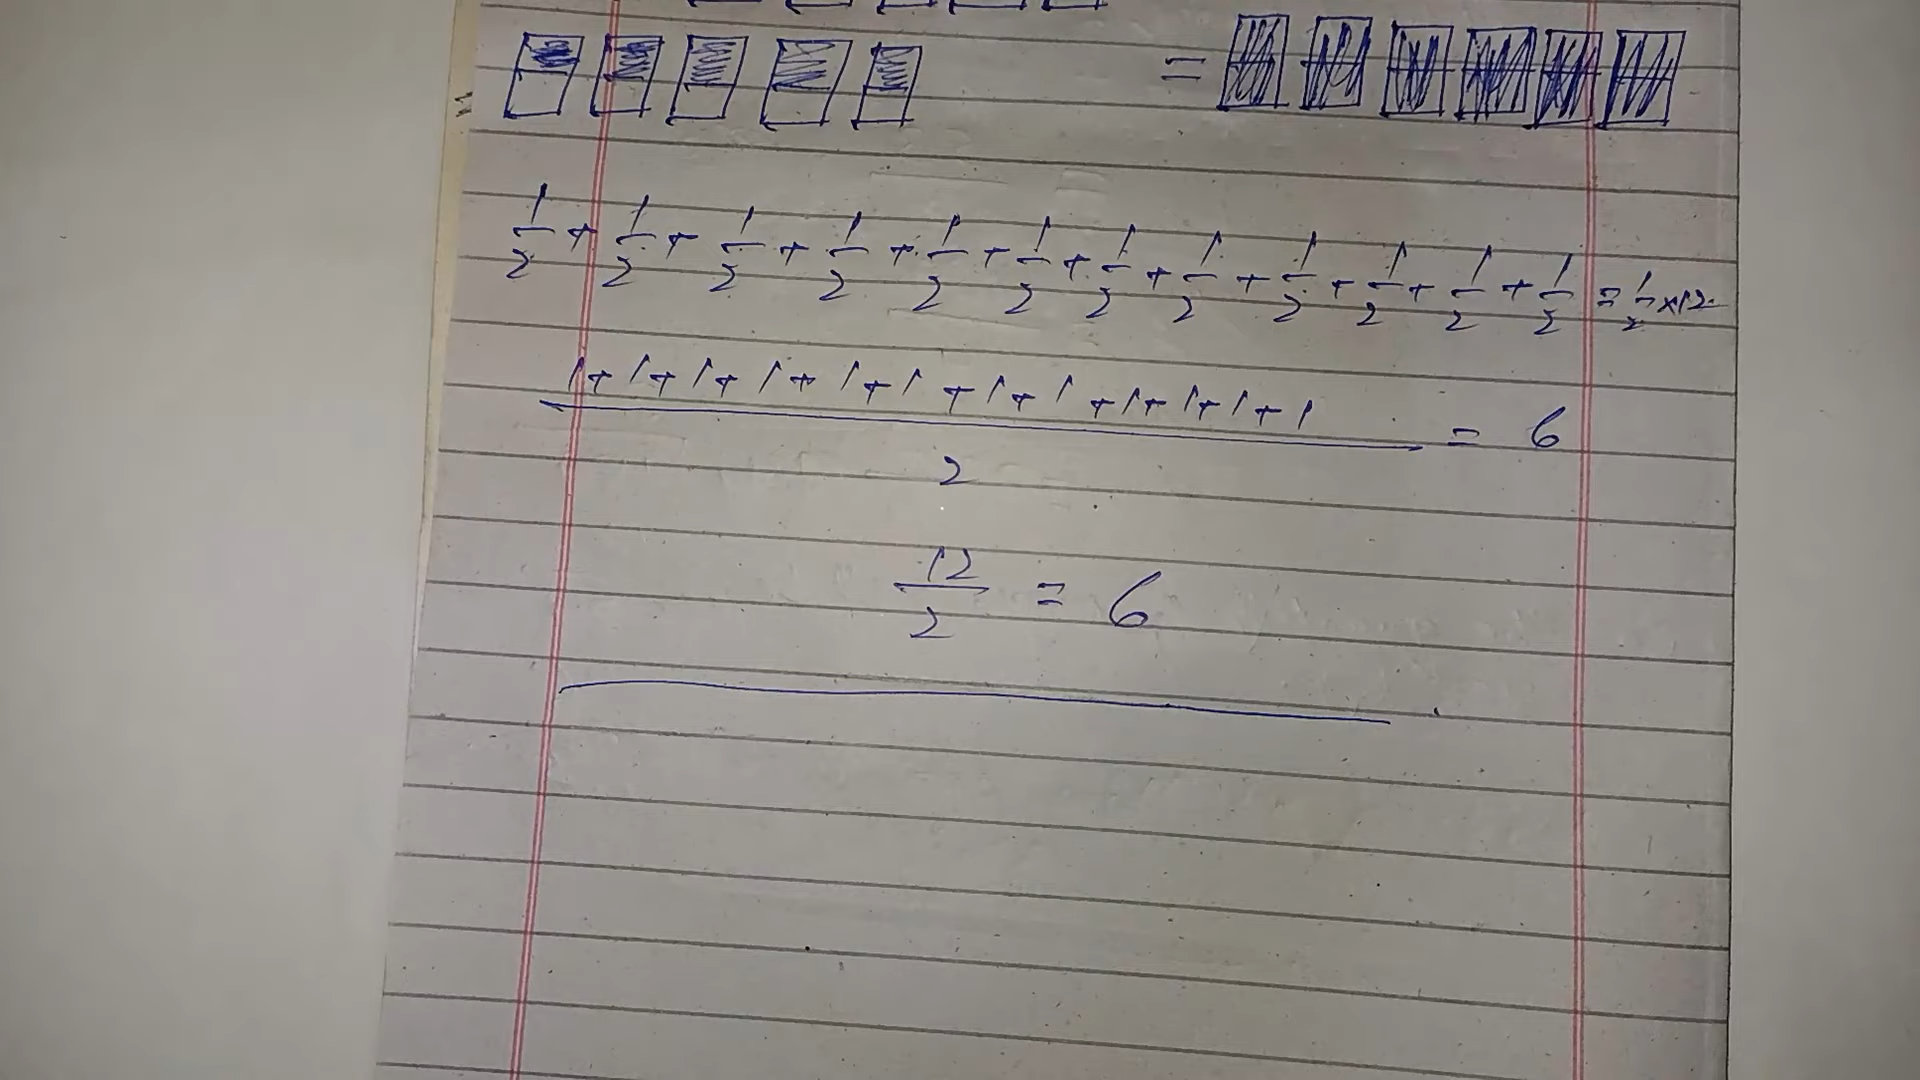 =
1/2 + 1/2 + 1/2 + 1/2 + 1/2 + 1/2 + 1/2 + 1/2 + 1/2 + 1/2 + 1/2 + 1/2 = 1/2 × 12
1+1+1+1+1+1+1+1+1+1+1+1 / 2 = 6
12/2 = 6